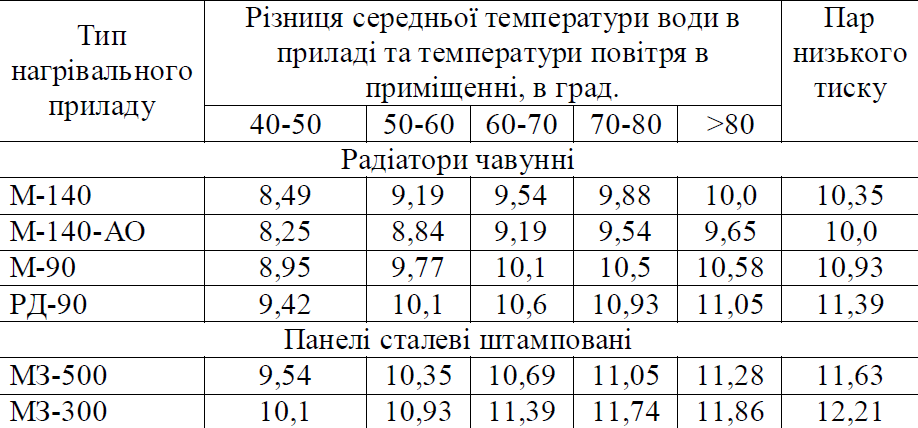 Тип нагрівального приладу | Різниця середньої температури води в приладі та температури повітря в приміщенні, в град. | Пар низького тиску
40-50 | 50-60 | 60-70 | 70-80 | >80
Радіатори чавунні
М-140 | 8,49 | 9,19 | 9,54 | 9,88 | 10,0 | 10,35
М-140-АО | 8,25 | 8,84 | 9,19 | 9,54 | 9,65 | 10,0
М-90 | 8,95 | 9,77 | 10,1 | 10,5 | 10,58 | 10,93
РД-90 | 9,42 | 10,1 | 10,6 | 10,93 | 11,05 | 11,39
Панелі сталеві штамповані
МЗ-500 | 9,54 | 10,35 | 10,69 | 11,05 | 11,28 | 11,63
МЗ-300 | 10,1 | 10,93 | 11,39 | 11,74 | 11,86 | 12,21